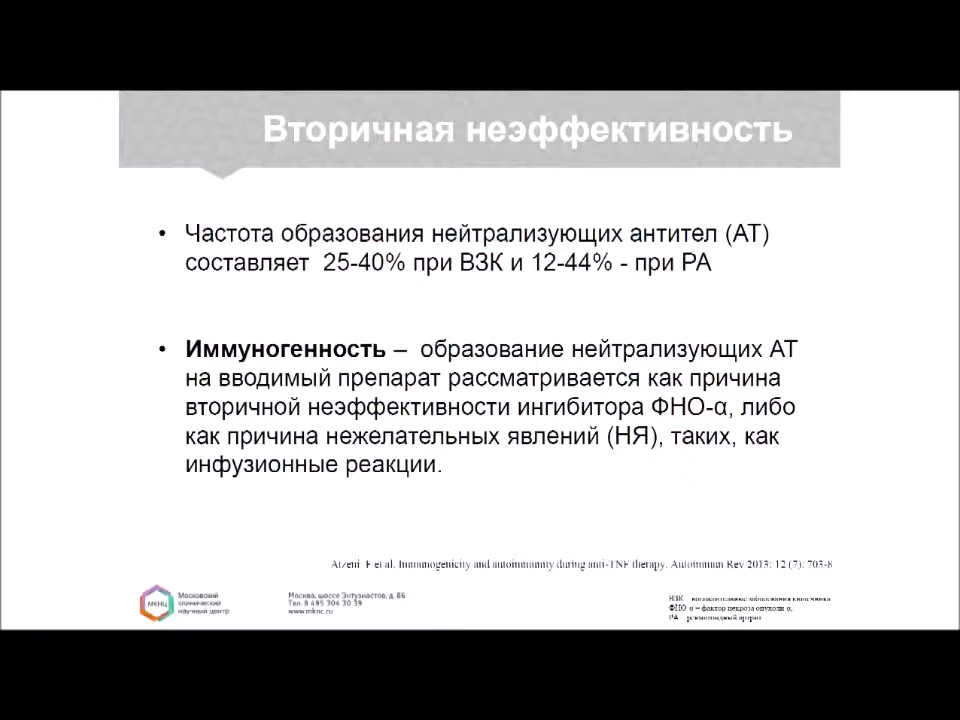 Вторичная неэффективность
• Частота образования нейтрализующих антител (АТ)
составляет 25-40% при ВЗК и 12-44% - при РА
• Иммуногенность – образование нейтрализующих АТ
на вводимый препарат рассматривается как причина
вторичной неэффективности ингибитора ФНО-α, либо
как причина нежелательных явлений (НЯ), таких, как
инфузионные реакции.
Atzeni F et al. Immunogenicity and autoimmunity during anti-TNF therapy. Autoimmun Rev 2013: 12 (7): 703-8
МКНЦ
Московский
клинический
научный центр
Москва, шоссе Энтузиастов, д. 86
Тел. 8 495 304 30 39
www.mknc.ru
ВЗК воспалительные заболевания кишечника
ФНО α = фактор некроза опухоли α,
РА ревматоидный артрит